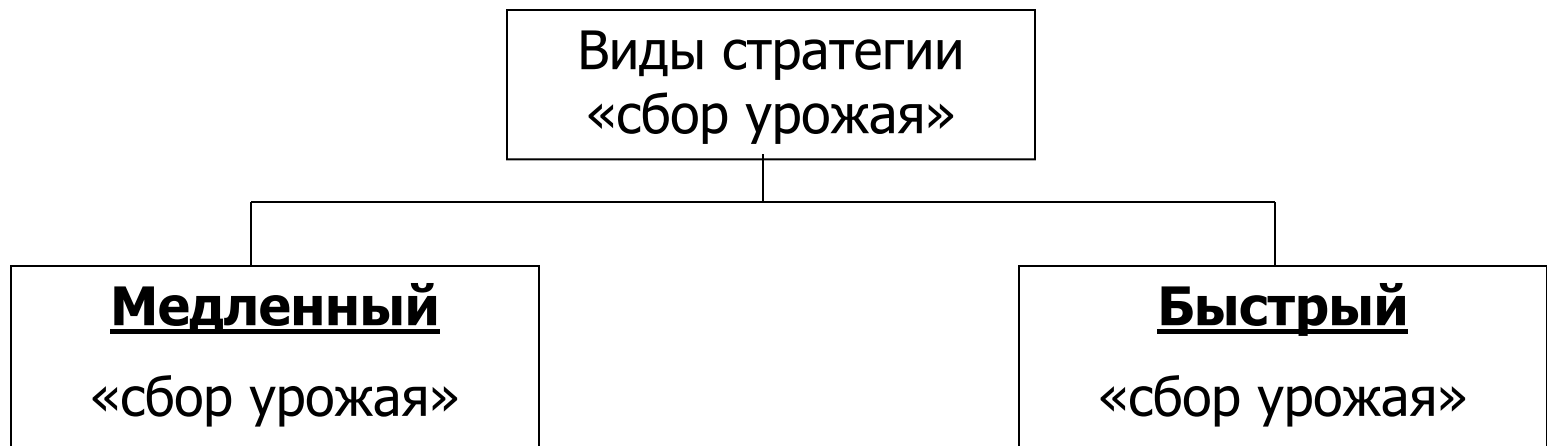 Виды стратегии
«сбор урожая»
Медленный
«сбор урожая»
Быстрый
«сбор урожая»